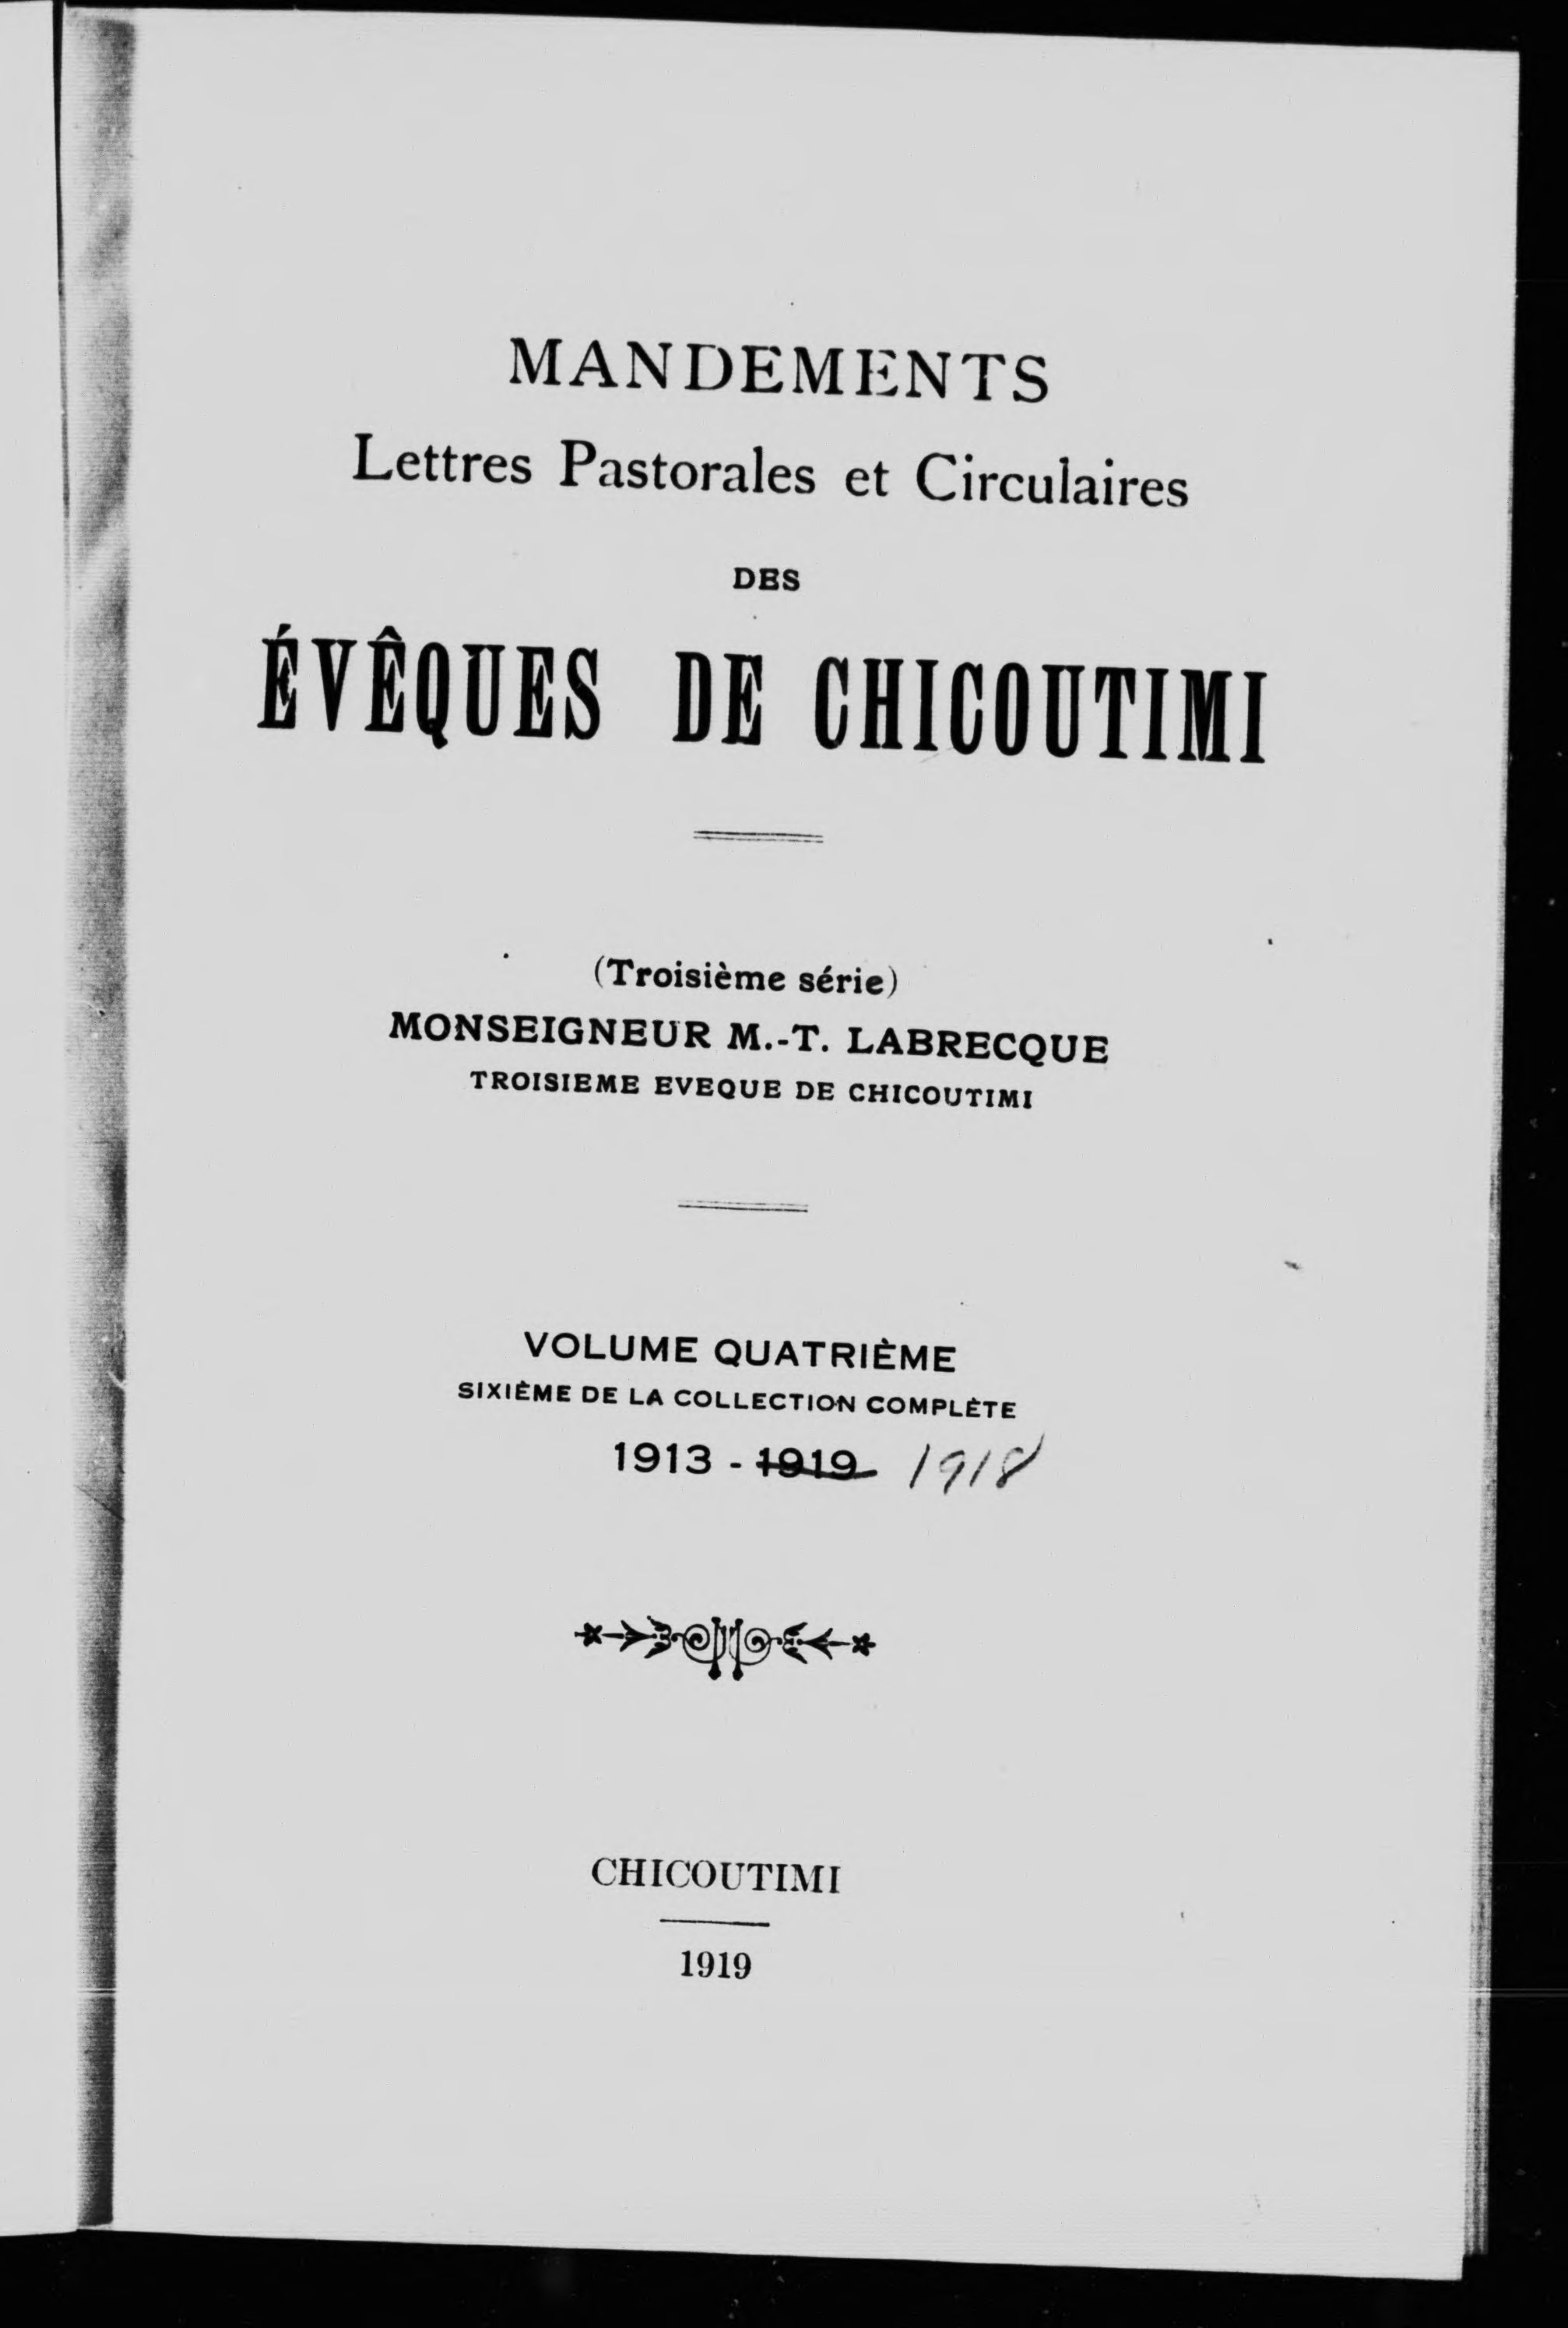 MANDEMENTS
Lettres Pastorales et Circulaires
DES
ÉVÊQUES DE CHICOUTIMI
(Troisième série)
MONSEIGNEUR M.-T. LABRECQUE
TROISIEME EVEQUE DE CHICOUTIMI
VOLUME QUATRIÈME
SIXIÈME DE LA COLLECTION COMPLÈTE
1913 - 1919 1918
CHICOUTIMI
1919